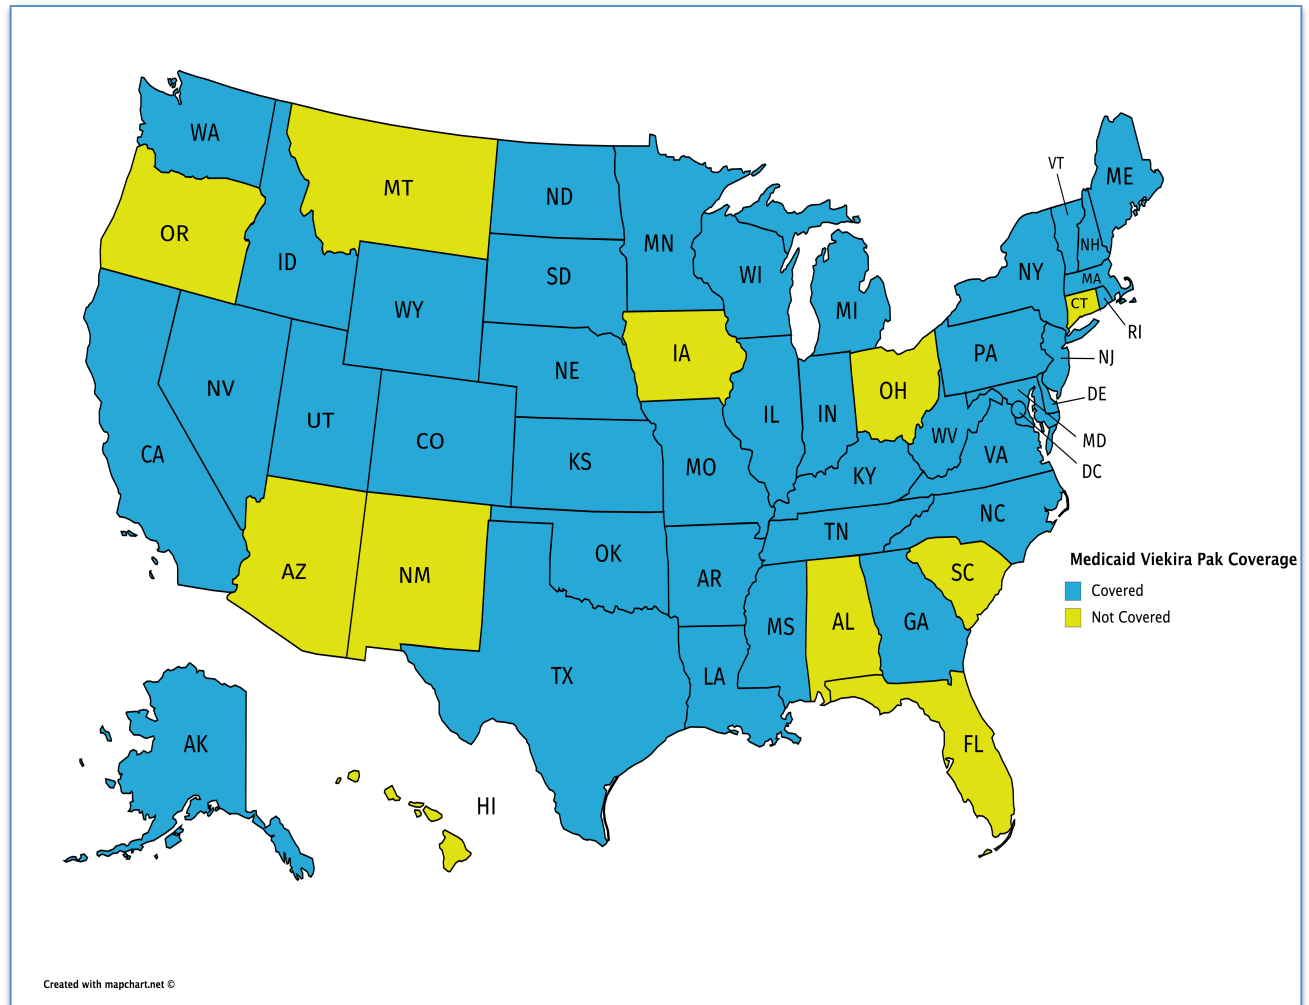 WA
MT
ND
MN
VT
ME
OR
ID
SD
WI
MI
NY
NH
MA
CT
RI
WY
IA
NE
PA
NJ
NV
UT
CO
IL
IN
OH
DE
CA
KS
MO
WV
VA
MD
DC
KY
AZ
NM
OK
AR
TN
NC
SC
Medicaid Viekira Pak Coverage
Covered
Not Covered
MS
AL
GA
TX
LA
FL
AK
HI
Created with mapchart.net ©